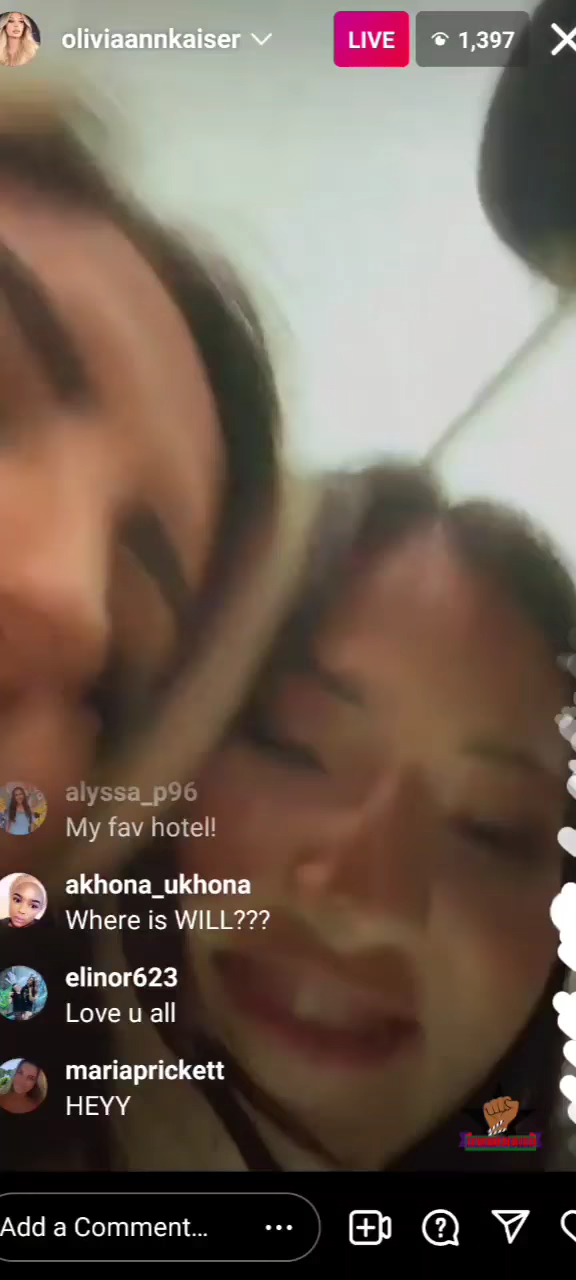 oliviaannkaiser
LIVE
1,397
alyssa_p96
My fav hotel!
akhona_ukhona
Where is WILL???
elinor623
Love u all
mariaprickett
HEYY
Add a Comment...